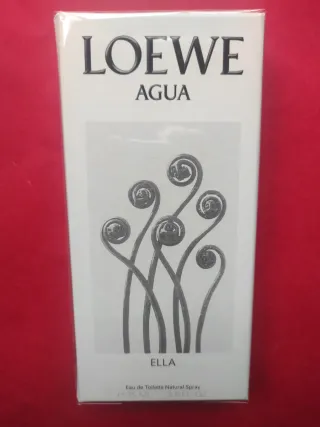 LOEWE
AGUA
ELLA
Eau de Toilette Natural Spray